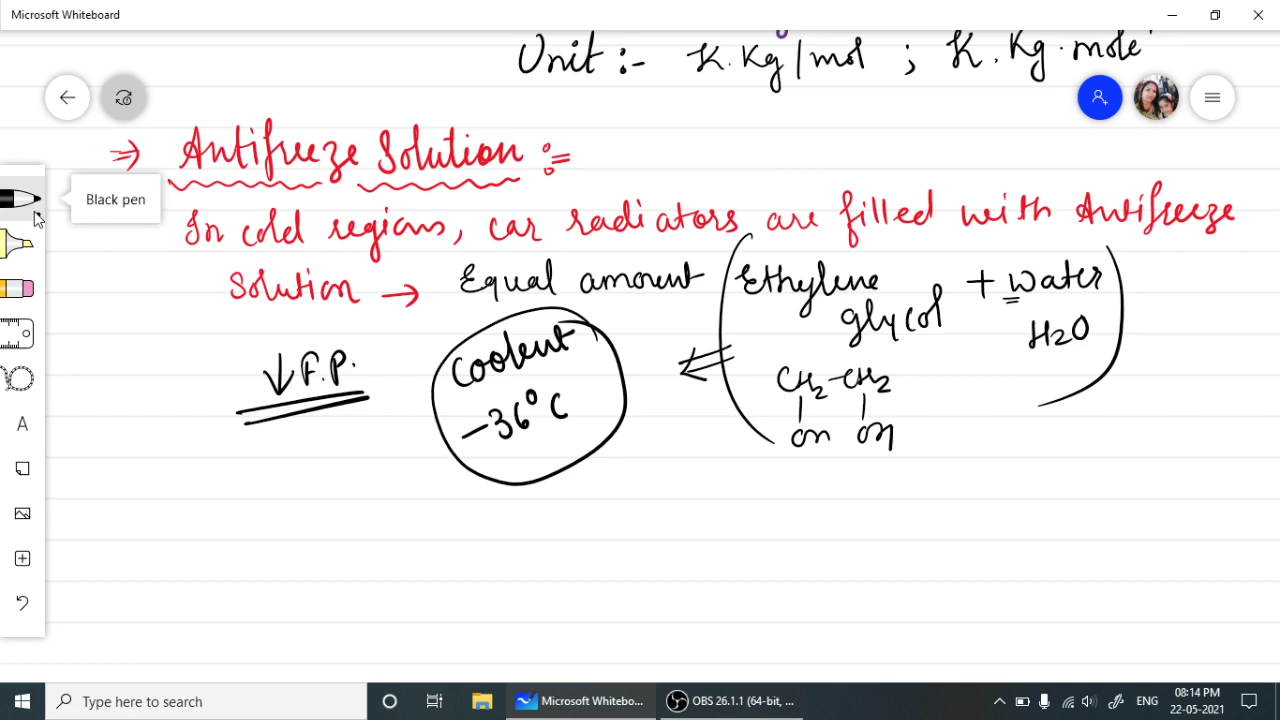 Microsoft Whiteboard
Unit :- K.Kg/mol ; K.Kg.mole⁻¹
⇒ Antifreeze Solution :=
Black pen
In cold regions, car radiators are filled with Antifreeze
Solution → Equal amount (Ethylene glycol + water)
H2O
↓ F.P.
Coolent
-36° C
CH2-CH2
OH OH
A
Type here to search
Microsoft Whitebo...
OBS 26.1.1 (64-bit, ...
ENG
08:14 PM
22-05-2021